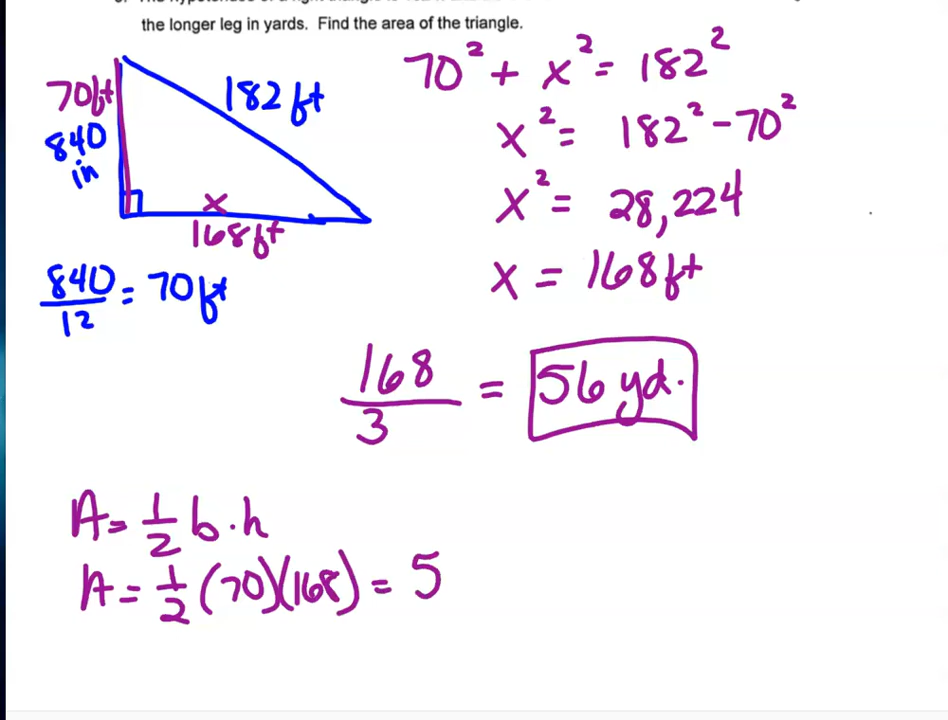 the longer leg in yards. Find the area of the triangle.
70ft
840
in
182 ft
x
168ft
840/12 = 70ft
70² + x² = 182²
x² = 182² - 70²
x² = 28,224
x = 168ft
168/3 = 56 yd.
A = 1/2 b·h
A = 1/2 (70)(168) = 5